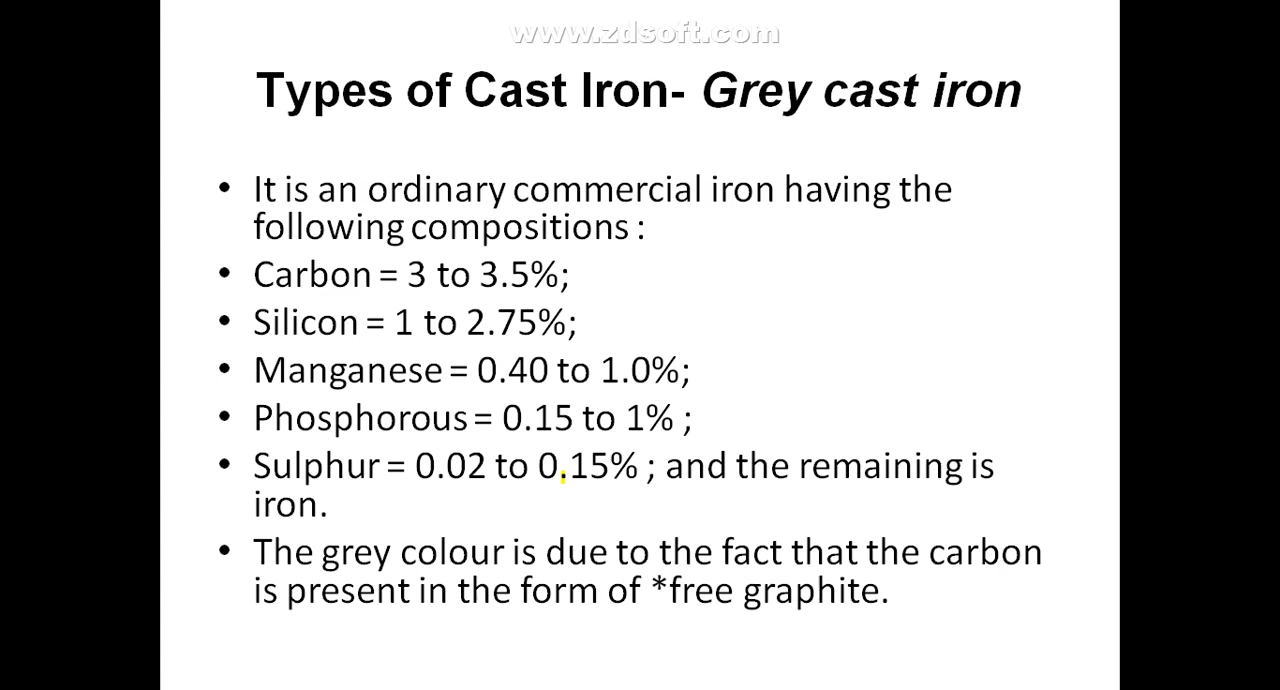 www.zdsoft.com
Types of Cast Iron- Grey cast iron
• It is an ordinary commercial iron having the
following compositions :
• Carbon = 3 to 3.5%;
• Silicon = 1 to 2.75%;
• Manganese = 0.40 to 1.0%;
• Phosphorous = 0.15 to 1% ;
• Sulphur = 0.02 to 0.15% ; and the remaining is
iron.
• The grey colour is due to the fact that the carbon
is present in the form of *free graphite.